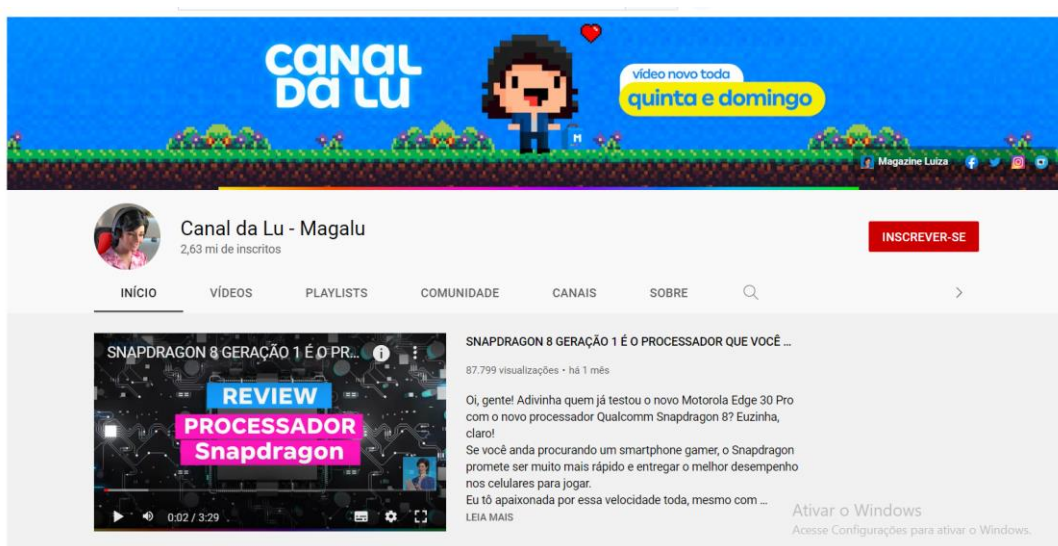 CANAL
DA LU
vídeo novo toda
quinta e domingo
M
Magazine Luiza
Canal da Lu - Magalu
2,63 mi de inscritos
INSCREVER-SE
INÍCIO VÍDEOS PLAYLISTS COMUNIDADE CANAIS SOBRE
SNAPDRAGON 8 GERAÇÃO 1 É O PR...
REVIEW
PROCESSADOR
Snapdragon
0:02 / 3:29
SNAPDRAGON 8 GERAÇÃO 1 É O PROCESSADOR QUE VOCÊ ...
87.799 visualizações • há 1 mês
Oi, gente! Adivinha quem já testou o novo Motorola Edge 30 Pro
com o novo processador Qualcomm Snapdragon 8? Euzinha,
claro!
Se você anda procurando um smartphone gamer, o Snapdragon
promete ser muito mais rápido e entregar o melhor desempenho
nos celulares para jogar.
Eu tô apaixonada por essa velocidade toda, mesmo com ...
LEIA MAIS
Ativar o Windows
Acesse Configurações para ativar o Windows.